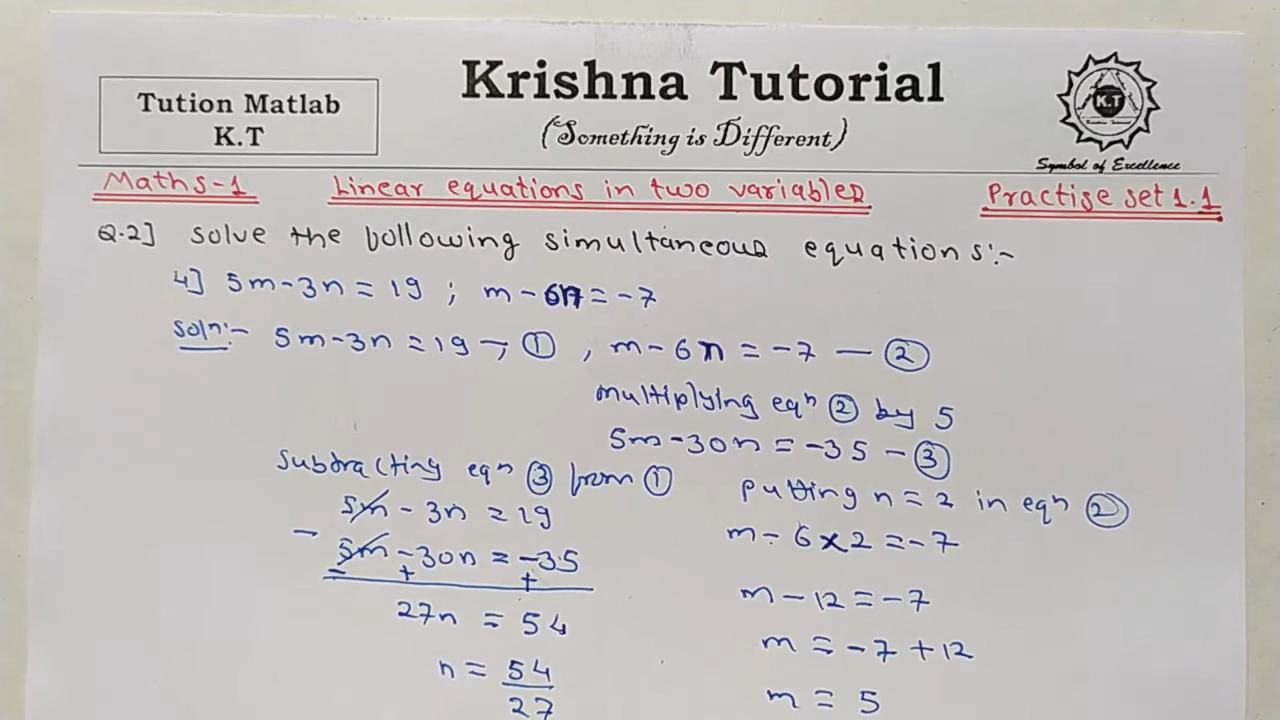 Tution Matlab
K.T
Krishna Tutorial
(Something is Different)
K.T
Symbol of Excellence
Maths-1 Linear equations in two variables Practise set 1.1
Q.2] solve the following simultaneous equations:-
4] 5m-3n=19 ; m-6n=-7
Soln:- 5m-3n=19 → ① , m-6n=-7 — ②
multiplying eqn ② by 5
5m-30n=-35 - ③
Subtracting eqn ③ from ①
5m-3n=19
- 5m-30n=-35
- + +
27n = 54
n = 54
27
putting n=2 in eqn ②
m-6×2=-7
m-12=-7
m = -7+12
m = 5